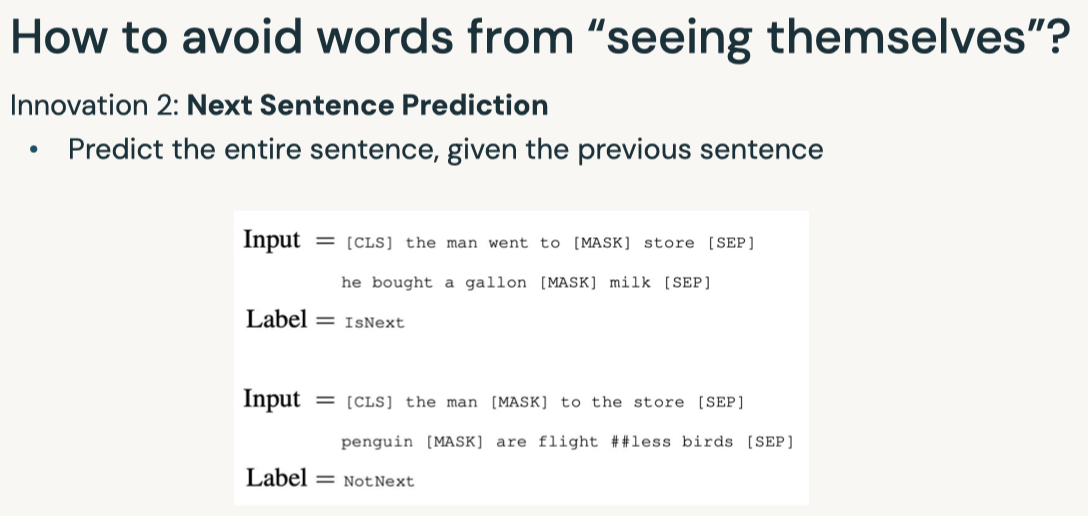 How to avoid words from “seeing themselves”?
Innovation 2: Next Sentence Prediction
• Predict the entire sentence, given the previous sentence
Input = [CLS] the man went to [MASK] store [SEP]
he bought a gallon [MASK] milk [SEP]
Label = IsNext
Input = [CLS] the man [MASK] to the store [SEP]
penguin [MASK] are flight ##less birds [SEP]
Label = NotNext